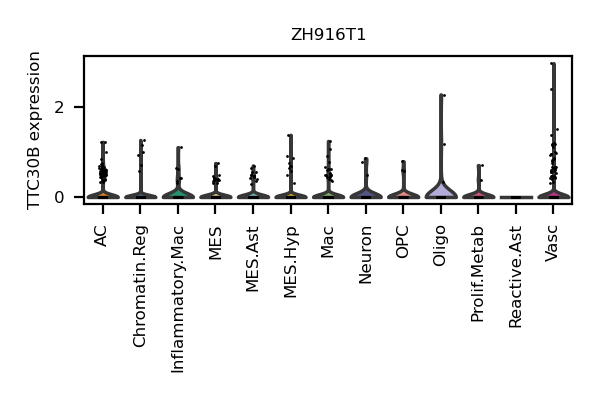 ZH916T1
TTC30B expression
2
0
AC
Chromatin.Reg
Inflammatory.Mac
MES
MES.Ast
MES.Hyp
Mac
Neuron
OPC
Oligo
Prolif.Metab
Reactive.Ast
Vasc